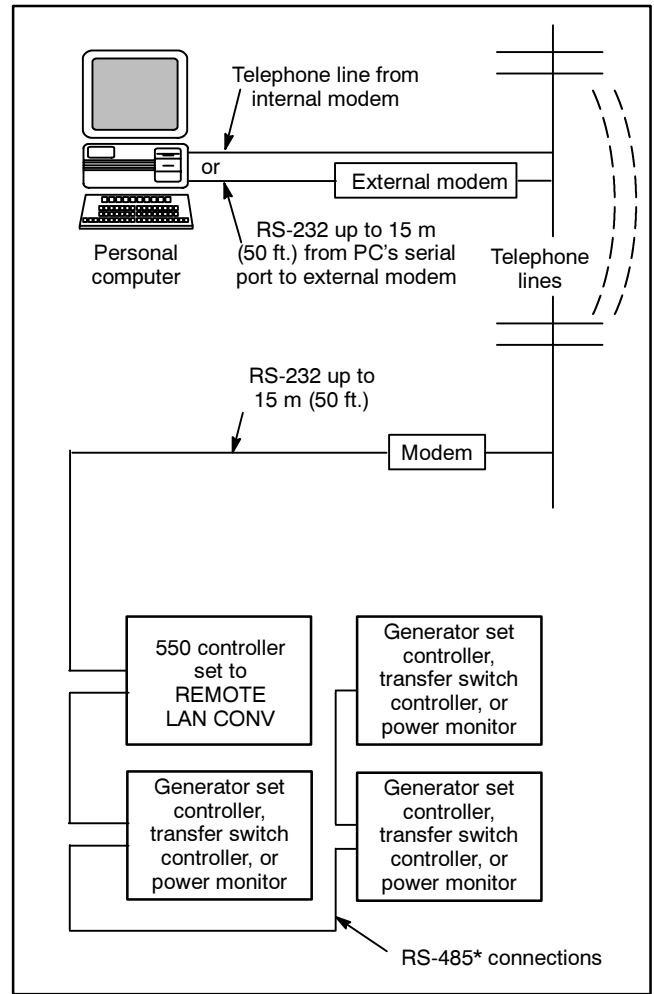 Telephone line from
internal modem
or
External modem
RS-232 up to 15 m
(50 ft.) from PC's serial
port to external modem
Personal
computer
Telephone
lines
RS-232 up to
15 m (50 ft.)
Modem
550 controller
set to
REMOTE
LAN CONV
Generator set
controller,
transfer switch
controller, or
power monitor
Generator set
controller,
transfer switch
controller, or
power monitor
Generator set
controller,
transfer switch
controller, or
power monitor
RS-485* connections